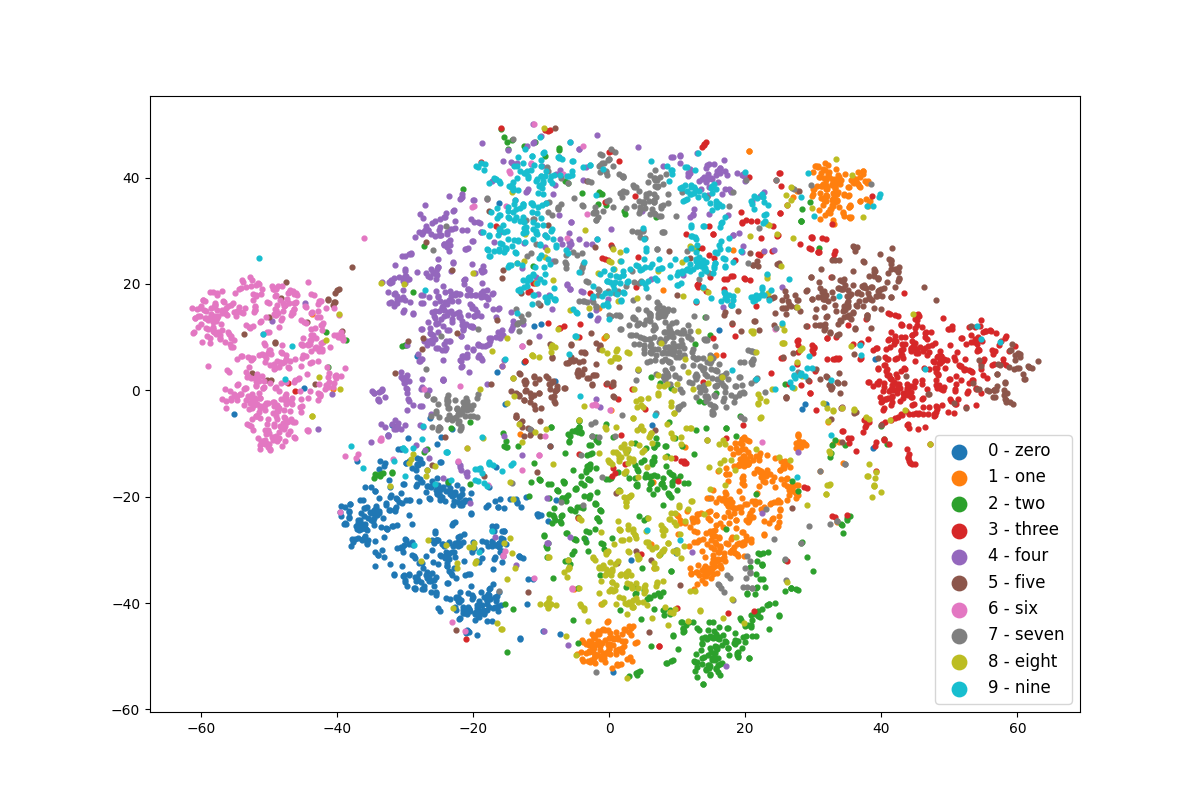 40
20
0
−20
−40
−60
−60 −40 −20 0 20 40 60
0 - zero
1 - one
2 - two
3 - three
4 - four
5 - five
6 - six
7 - seven
8 - eight
9 - nine